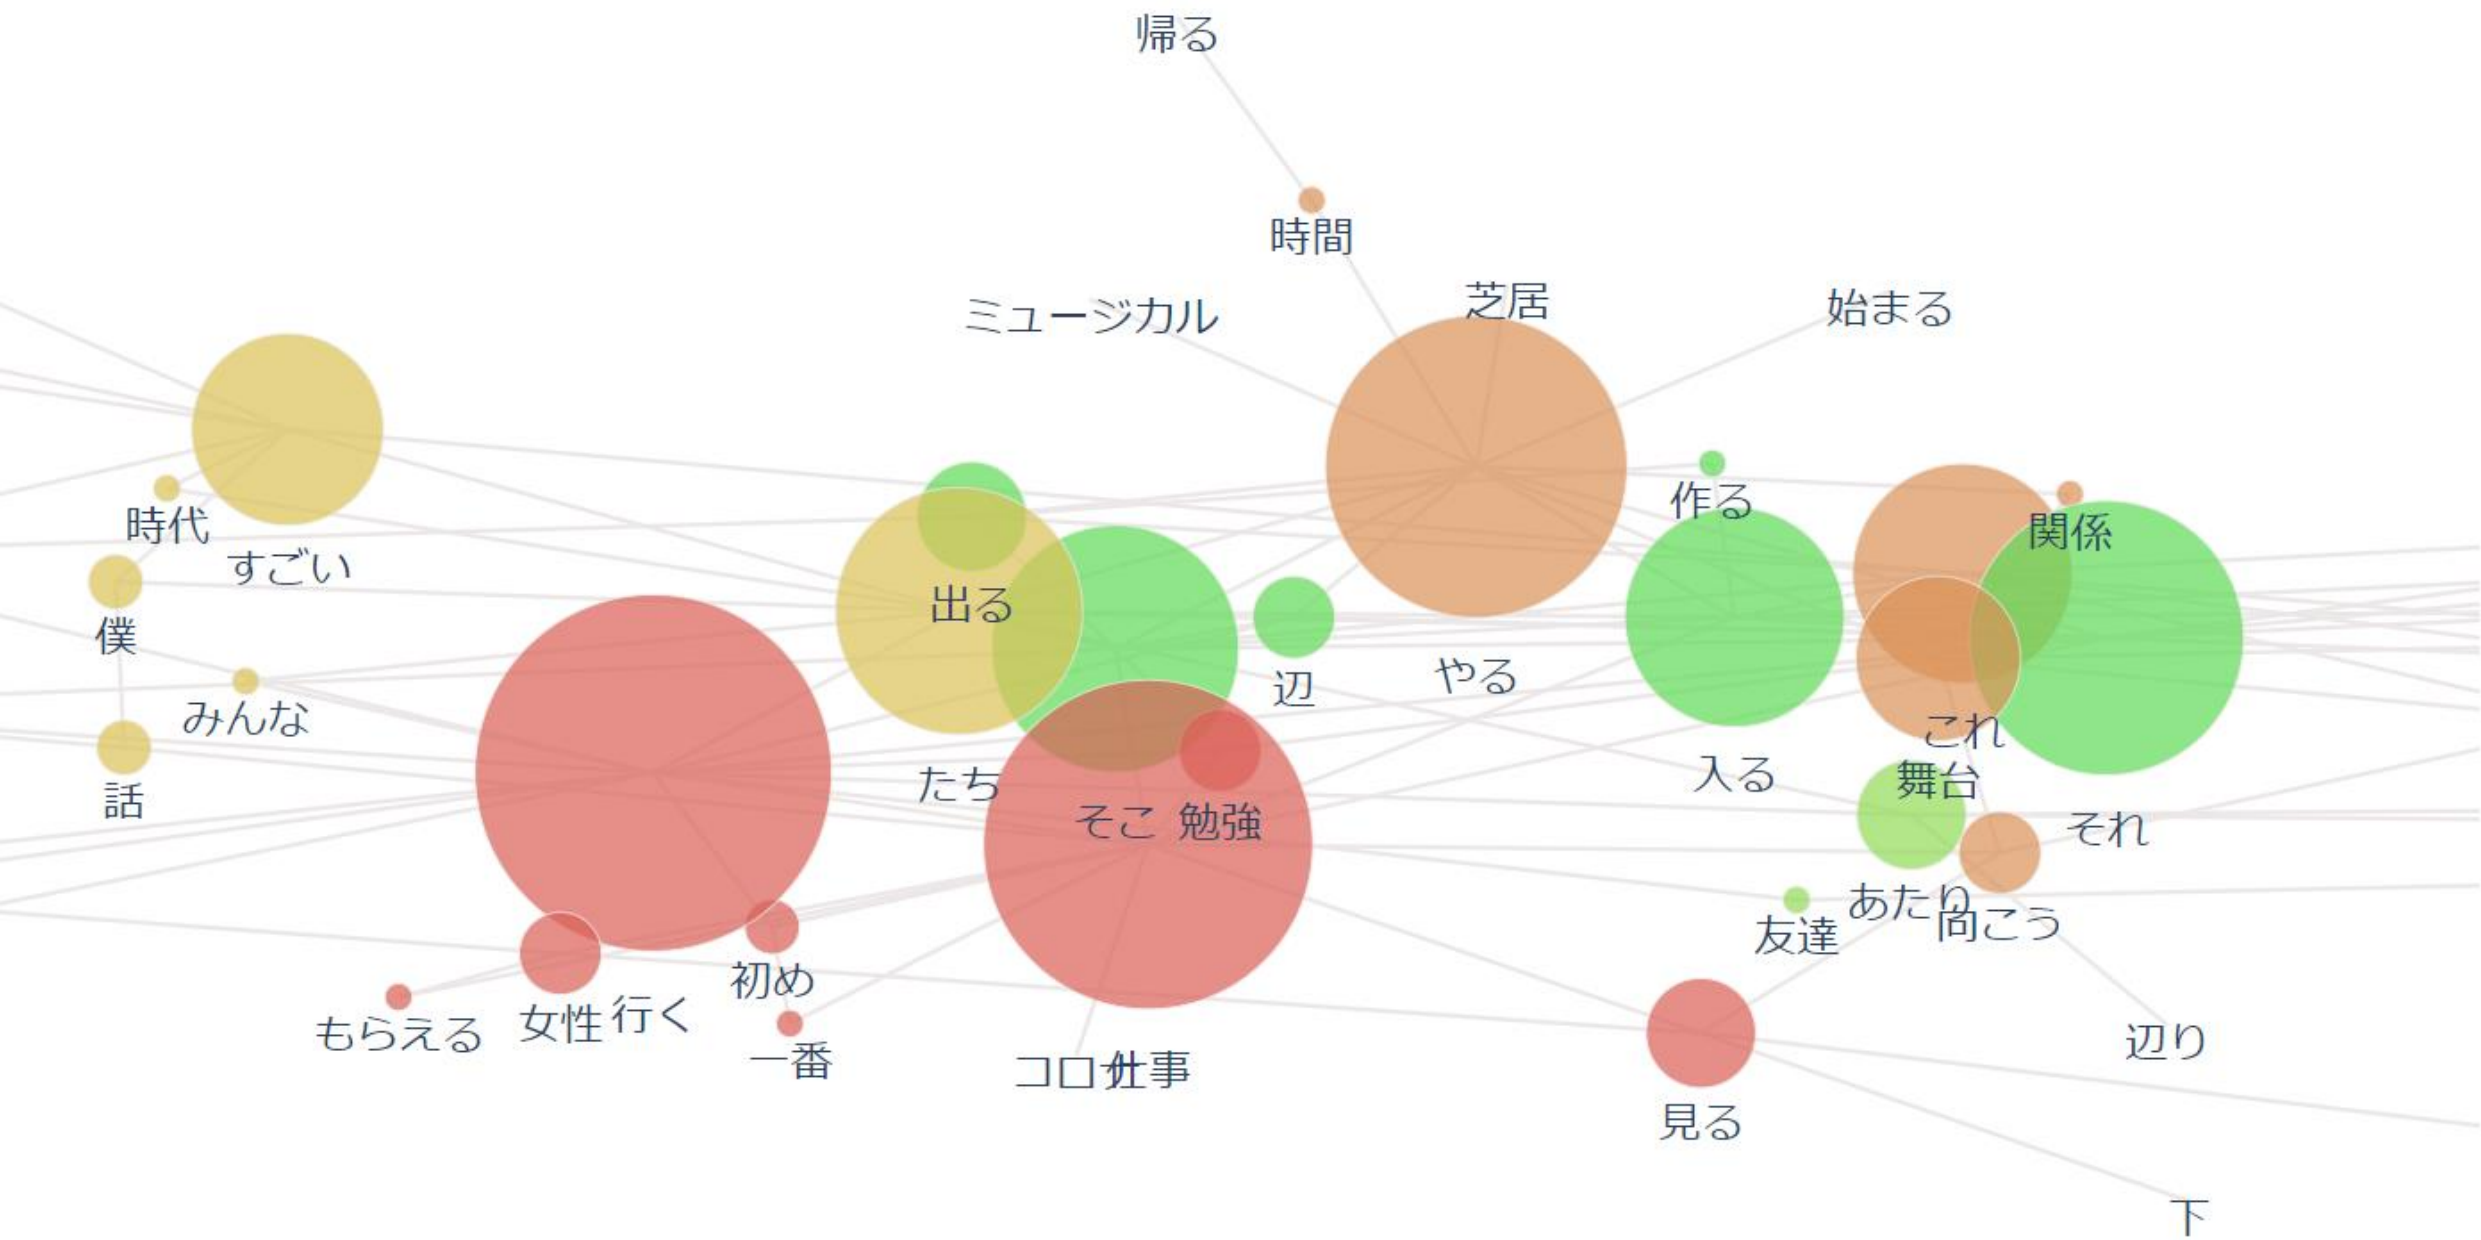 帰る
時間
ミュージカル
芝居
始まる
作る
関係
時代
すごい
出る
僕
辺
やる
みんな
たち
そこ
勉強
入る
これ
舞台
それ
話
あたり
向こう
友達
もらえる
女性
行く
初め
一番
コロナ
仕事
辺り
見る
下